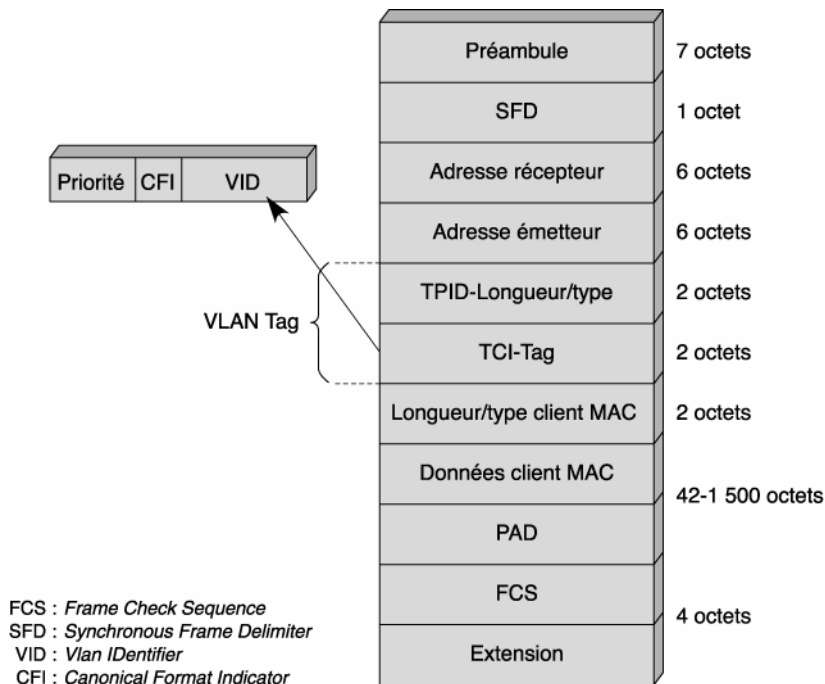 Préambule 7 octets
SFD 1 octet
Adresse récepteur 6 octets
Priorité CFI VID
Adresse émetteur 6 octets
TPID-Longueur/type 2 octets
VLAN Tag
TCI-Tag 2 octets
Longueur/type client MAC 2 octets
Données client MAC
42-1 500 octets
PAD
FCS
4 octets
Extension
FCS : Frame Check Sequence
SFD : Synchronous Frame Delimiter
VID : Vlan IDentifier
CFI : Canonical Format Indicator